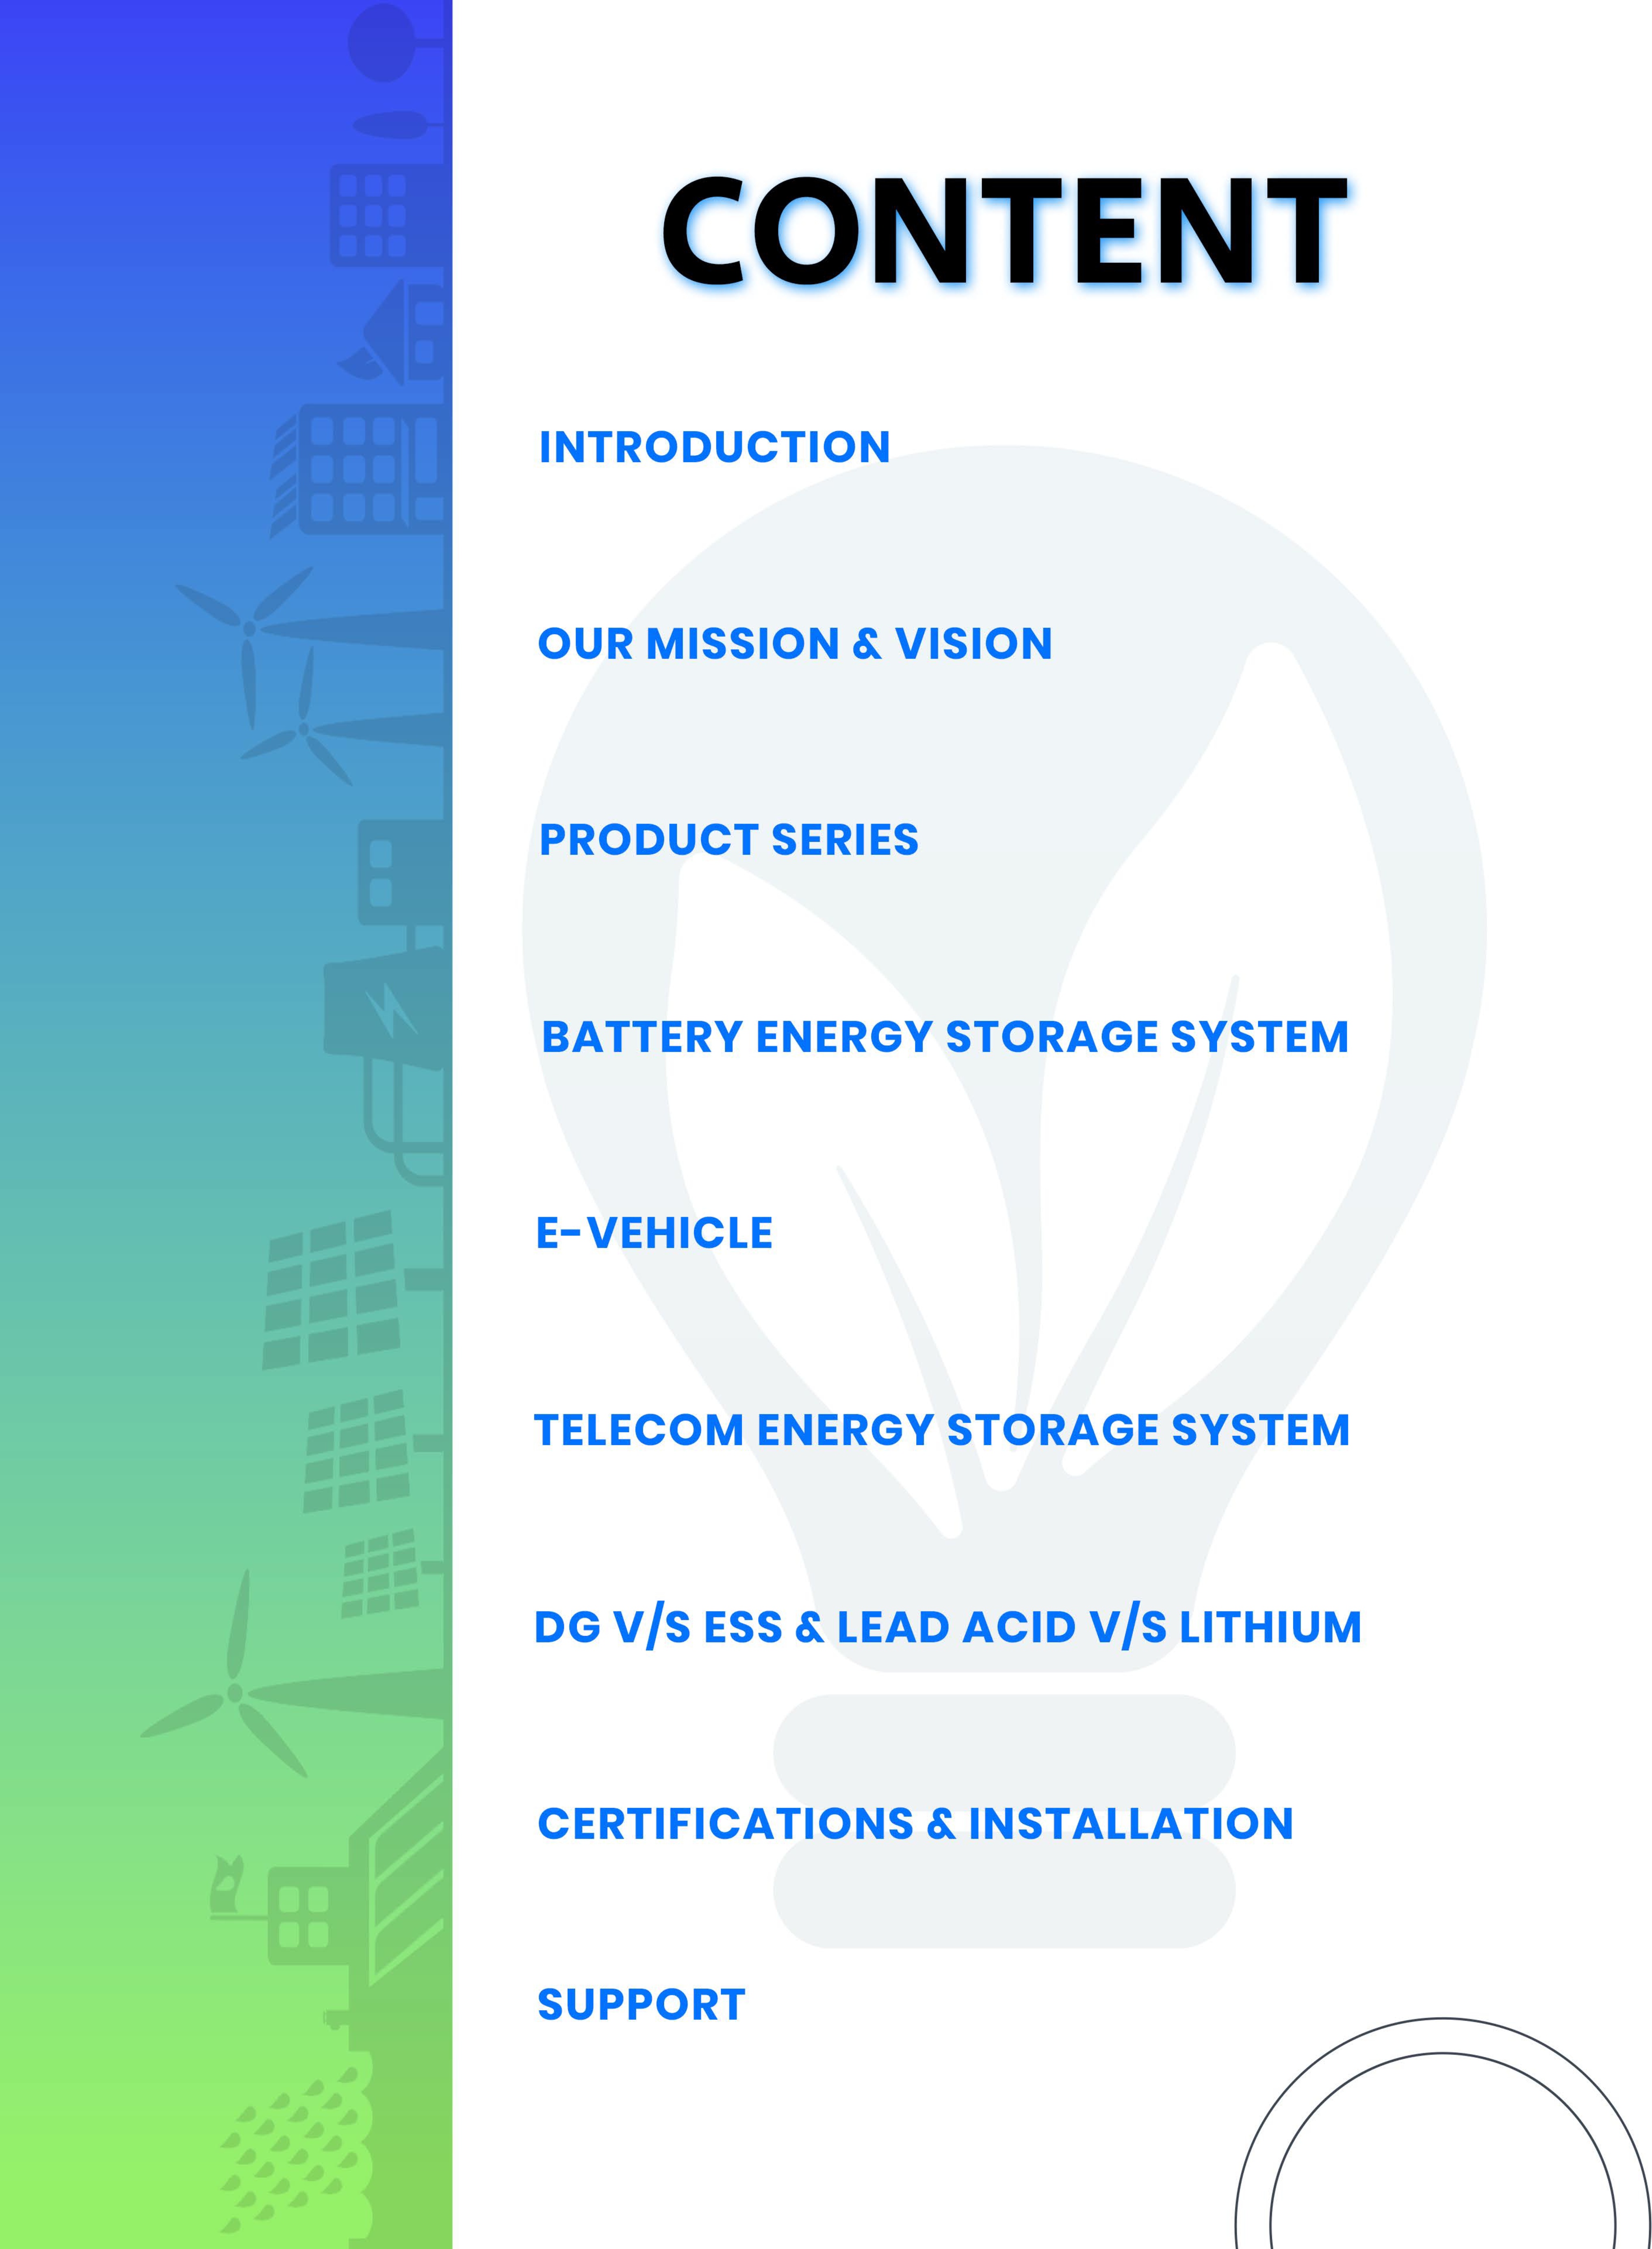 CONTENT
INTRODUCTION
OUR MISSION & VISION
PRODUCT SERIES
BATTERY ENERGY STORAGE SYSTEM
E-VEHICLE
TELECOM ENERGY STORAGE SYSTEM
DG V/S ESS & LEAD ACID V/S LITHIUM
CERTIFICATIONS & INSTALLATION
SUPPORT